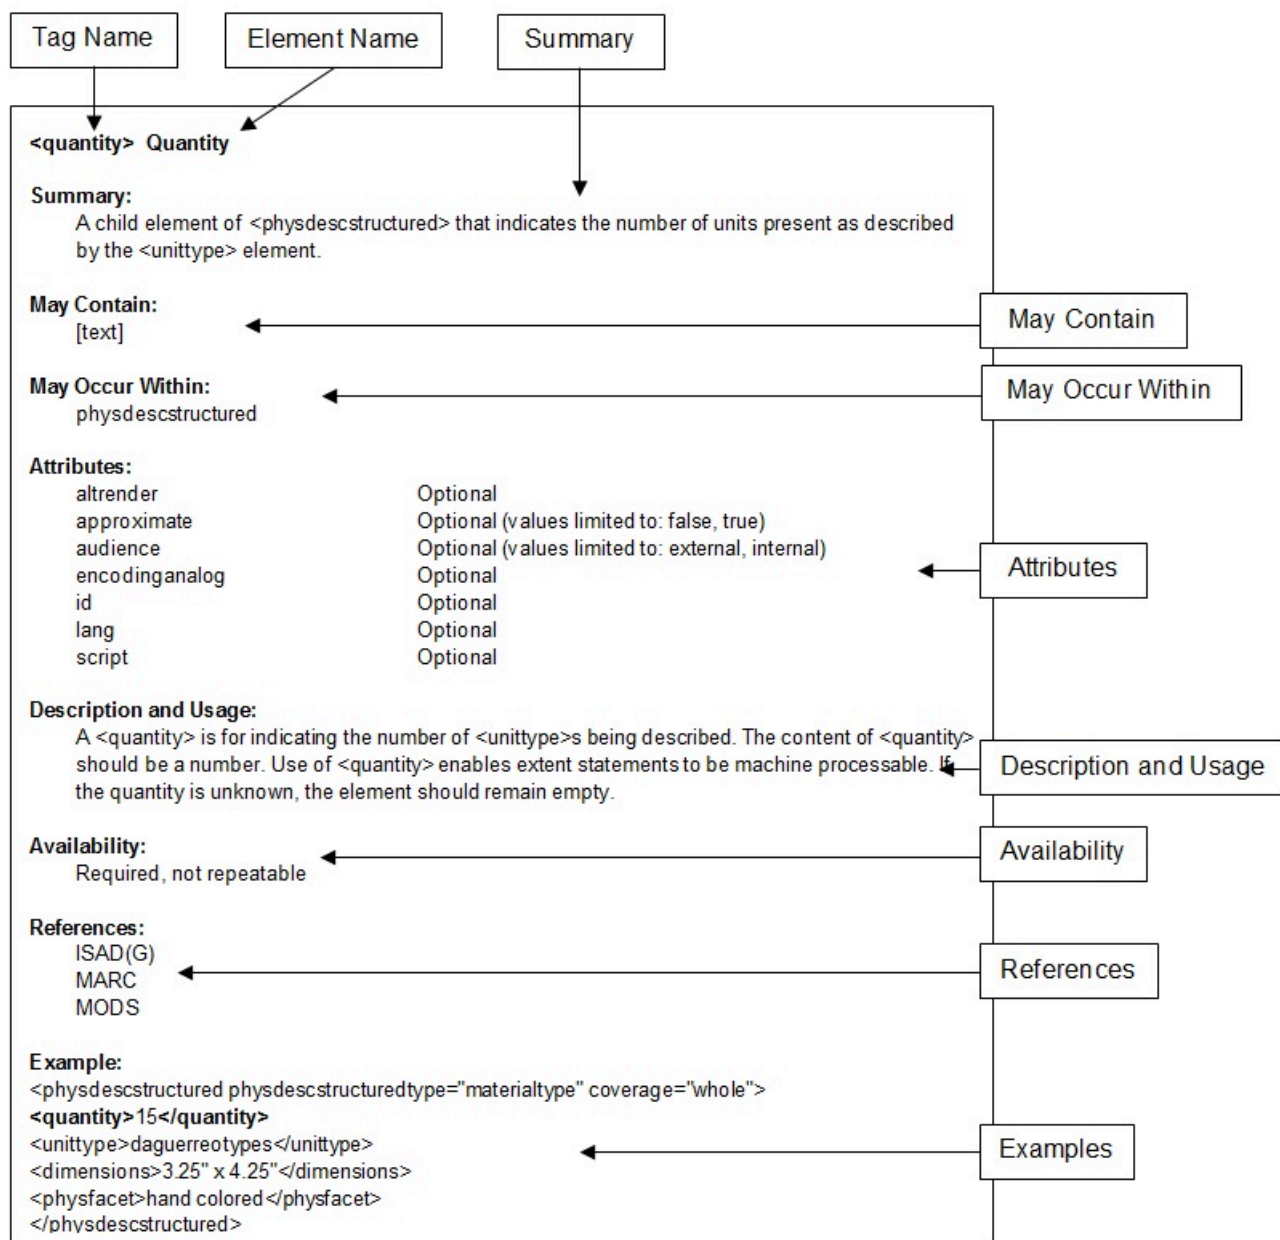 Tag Name
Element Name
Summary
<quantity> Quantity
Summary:
A child element of <physdescstructured> that indicates the number of units present as described
by the <unittype> element.
May Contain:
[text]
May Contain
May Occur Within:
physdescstructured
May Occur Within
Attributes:
altrender Optional
approximate Optional (values limited to: false, true)
audience Optional (values limited to: external, internal)
encodinganalog Optional
id Optional
lang Optional
script Optional
Attributes
Description and Usage:
A <quantity> is for indicating the number of <unittype>s being described. The content of <quantity>
should be a number. Use of <quantity> enables extent statements to be machine processable. If
the quantity is unknown, the element should remain empty.
Description and Usage
Availability:
Required, not repeatable
Availability
References:
ISAD(G)
MARC
MODS
References
Example:
<physdescstructured physdescstructuredtype="materialtype" coverage="whole">
<quantity>15</quantity>
<unittype>daguerreotypes</unittype>
<dimensions>3.25" x 4.25"</dimensions>
<physfacet>hand colored</physfacet>
</physdescstructured>
Examples